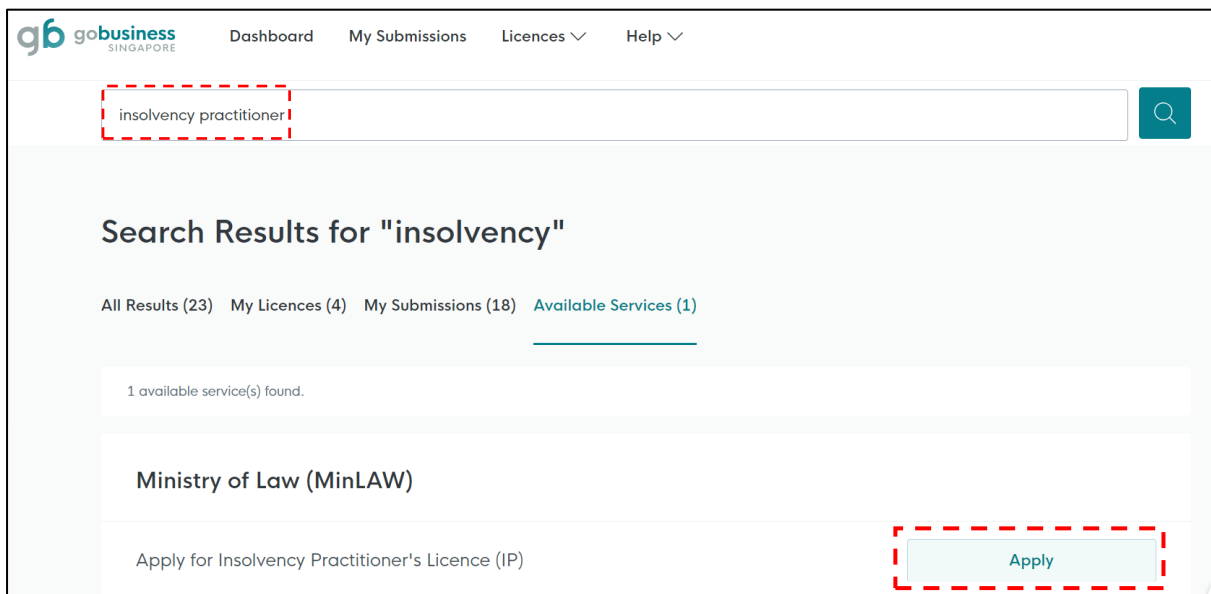 gb gobusiness SINGAPORE Dashboard My Submissions Licences Help
insolvency practitioner
Search Results for "insolvency"
All Results (23) My Licences (4) My Submissions (18) Available Services (1)
1 available service(s) found.
Ministry of Law (MinLAW)
Apply for Insolvency Practitioner's Licence (IP) Apply